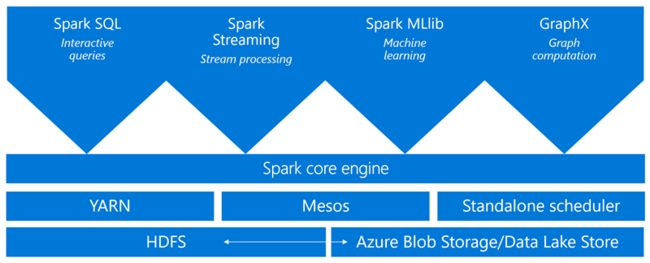 Spark SQL
Interactive
queries
Spark
Streaming
Stream processing
Spark MLlib
Machine
learning
GraphX
Graph
computation
Spark core engine
YARN
Mesos
Standalone scheduler
HDFS
Azure Blob Storage/Data Lake Store